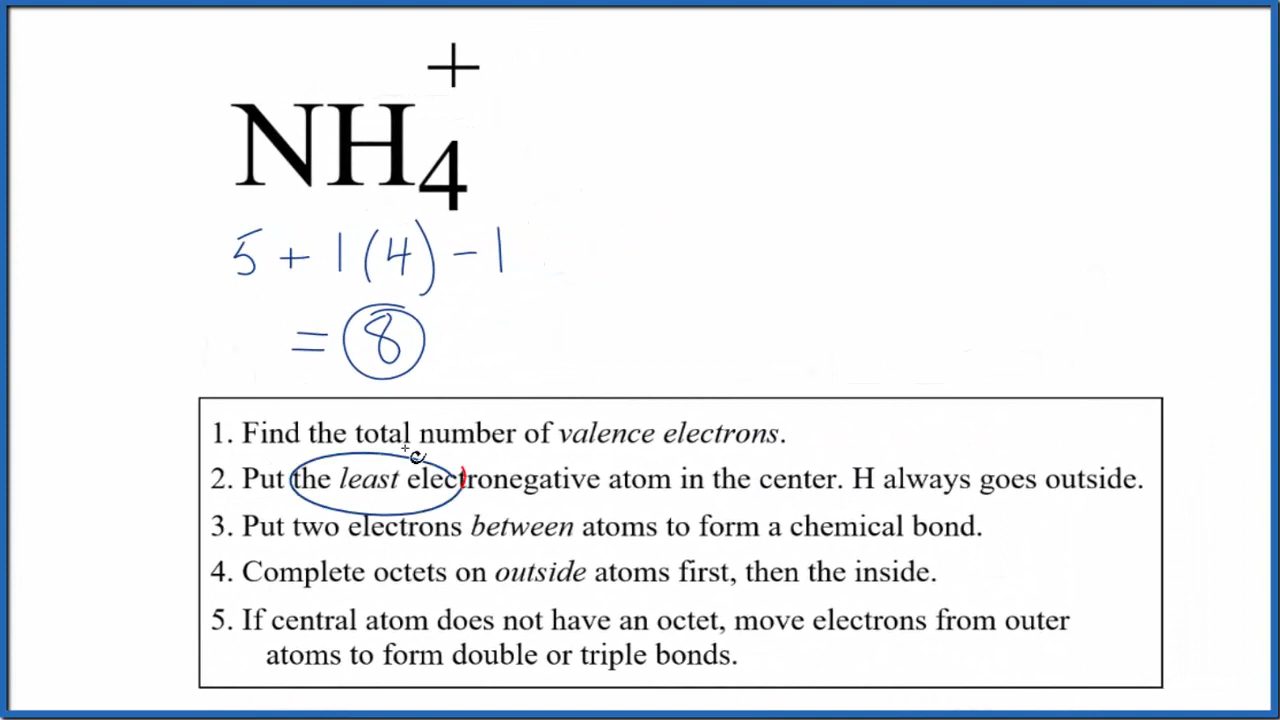 NH₄⁺
5 + 1 (4) - 1
= 8
1. Find the total number of valence electrons.
2. Put the least electronegative atom in the center. H always goes outside.
3. Put two electrons between atoms to form a chemical bond.
4. Complete octets on outside atoms first, then the inside.
5. If central atom does not have an octet, move electrons from outer
atoms to form double or triple bonds.